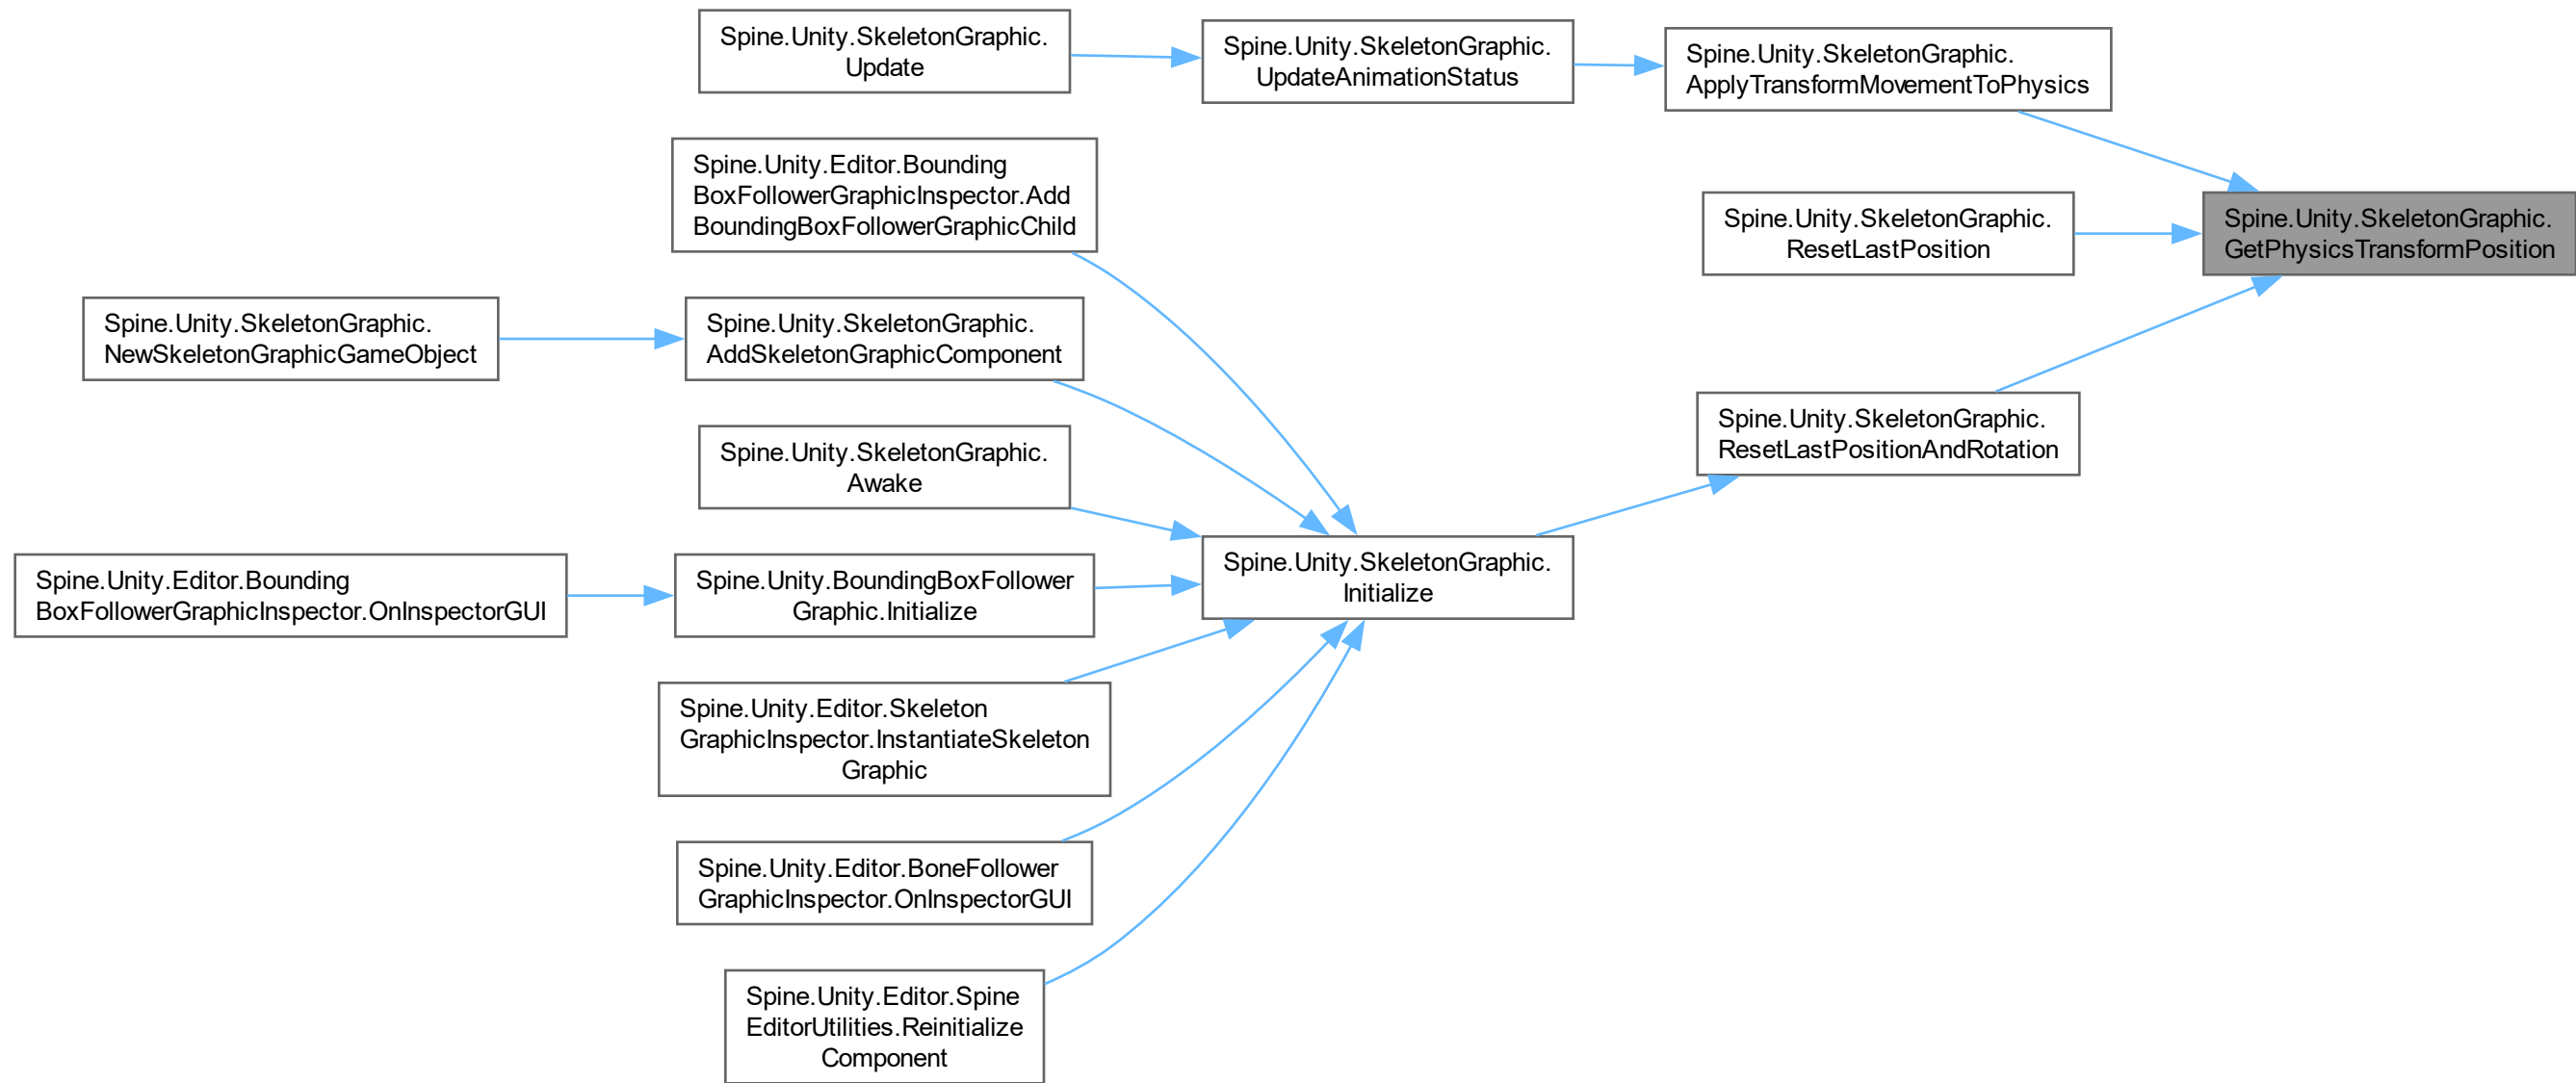 Spine.Unity.SkeletonGraphic.
Update
Spine.Unity.SkeletonGraphic.
UpdateAnimationStatus
Spine.Unity.SkeletonGraphic.
ApplyTransformMovementToPhysics
Spine.Unity.Editor.Bounding
BoxFollowerGraphicInspector.Add
BoundingBoxFollowerGraphicChild
Spine.Unity.SkeletonGraphic.
ResetLastPosition
Spine.Unity.SkeletonGraphic.
GetPhysicsTransformPosition
Spine.Unity.SkeletonGraphic.
NewSkeletonGraphicGameObject
Spine.Unity.SkeletonGraphic.
AddSkeletonGraphicComponent
Spine.Unity.SkeletonGraphic.
Awake
Spine.Unity.SkeletonGraphic.
ResetLastPositionAndRotation
Spine.Unity.Editor.Bounding
BoxFollowerGraphicInspector.OnInspectorGUI
Spine.Unity.BoundingBoxFollower
Graphic.Initialize
Spine.Unity.SkeletonGraphic.
Initialize
Spine.Unity.Editor.Skeleton
GraphicInspector.InstantiateSkeleton
Graphic
Spine.Unity.Editor.BoneFollower
GraphicInspector.OnInspectorGUI
Spine.Unity.Editor.Spine
EditorUtilities.Reinitialize
Component